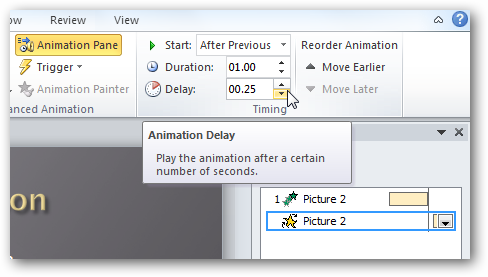 ow Review View
Animation Pane Start: After Previous Reorder Animation
Trigger Duration: 01.00 Move Earlier
Animation Painter Delay: 00.25 Move Later
anced Animation Timing
Animation Delay
Play the animation after a certain
number of seconds.
on
1 Picture 2
Picture 2